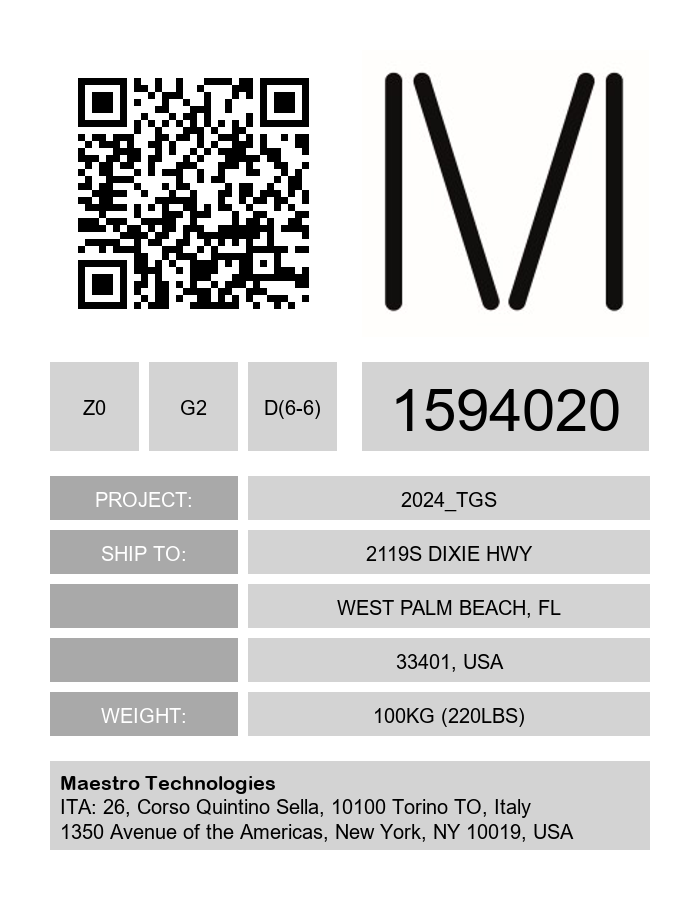 M
Z0
G2
D(6-6)
1594020
PROJECT:
2024_TGS
SHIP TO:
2119S DIXIE HWY
WEST PALM BEACH, FL
33401, USA
WEIGHT:
100KG (220LBS)
Maestro Technologies
ITA: 26, Corso Quintino Sella, 10100 Torino TO, Italy
1350 Avenue of the Americas, New York, NY 10019, USA